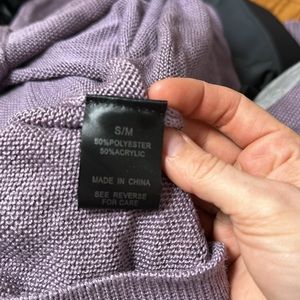 S/M
50%POLYESTER
50%ACRYLIC
MADE IN CHINA
SEE REVERSE
FOR CARE